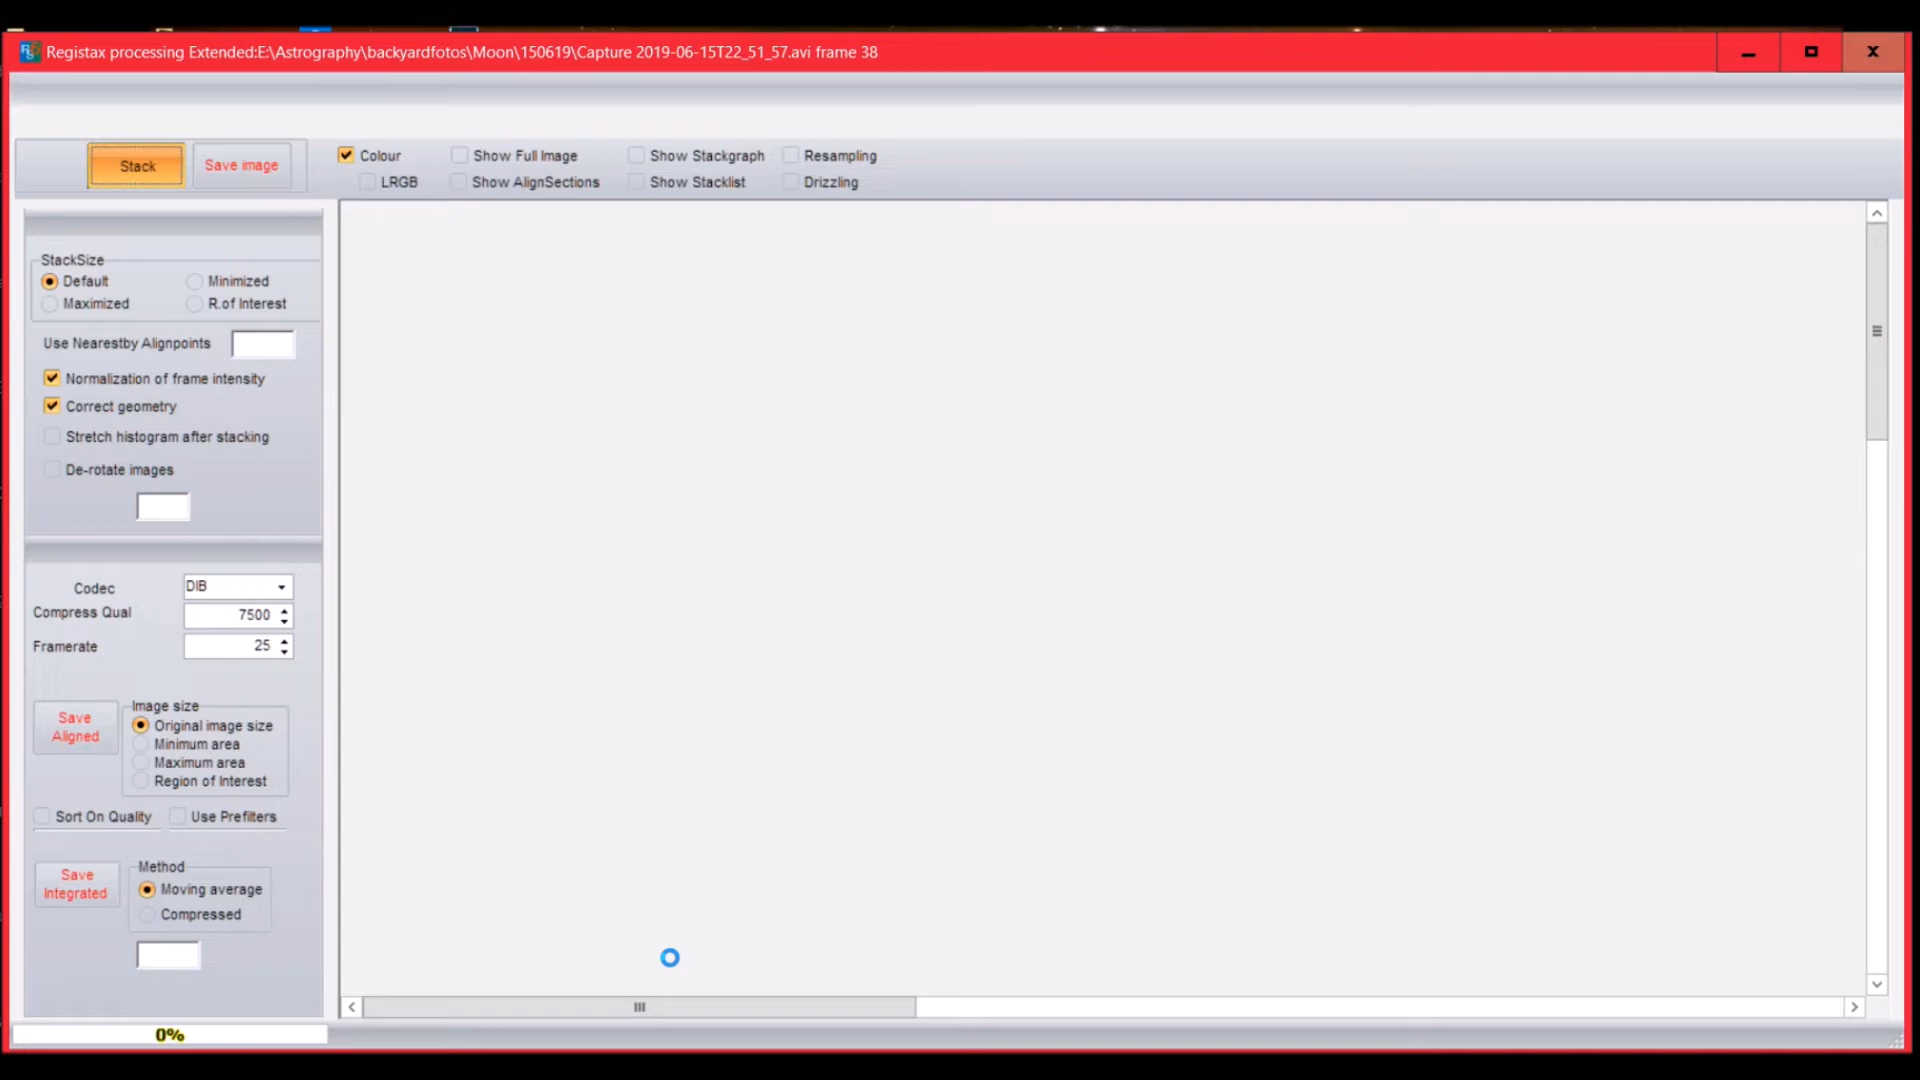 Registax processing Extended:E:\Astrography\backyardfotos\Moon\150619\Capture 2019-06-15T22_51_57.avi frame 38
Stack
Save image
Colour
Show Full Image
Show Stackgraph
Resampling
LRGB
Show AlignSections
Show Stacklist
Drizzling
StackSize
Default
Minimized
Maximized
R.of Interest
Use Nearestby Alignpoints
Normalization of frame intensity
Correct geometry
Stretch histogram after stacking
De-rotate images
Codec
DIB
Compress Qual
7500
Framerate
25
Save
Aligned
Image size
Original image size
Minimum area
Maximum area
Region of Interest
Sort On Quality
Use Prefilters
Save
Integrated
Method
Moving average
Compressed
0%